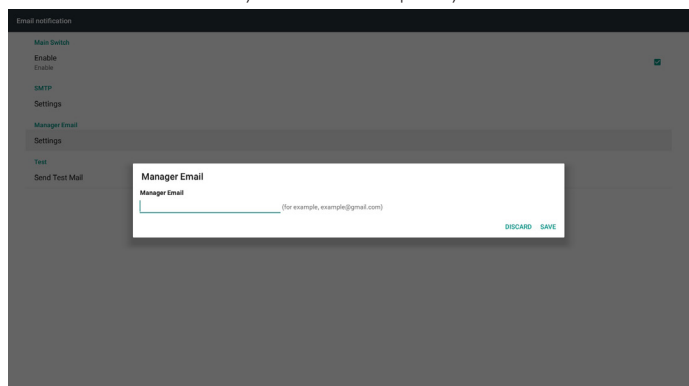 Email notification
Main Switch
Enable
Enable
SMTP
Settings
Manager Email
Settings
Test
Send Test Mail
Manager Email
Manager Email
(for example, example@gmail.com)
DISCARD SAVE